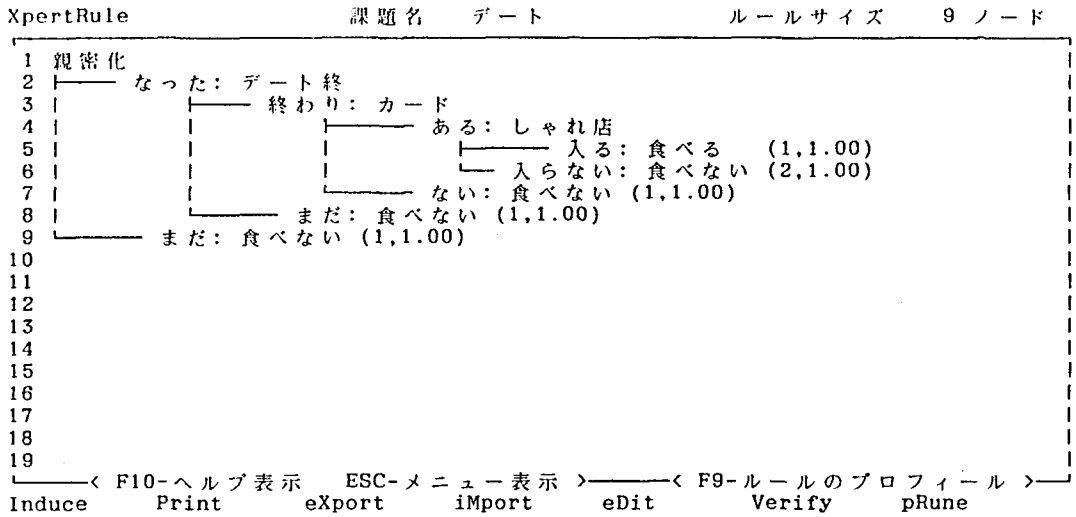 XpertRule 課題名 デート ルールサイズ 9 ノード
1 親密化
2 なった: デート終
3 終わり: カード
4 ある: しゃれ店
5 入る: 食べる (1,1.00)
6 入らない: 食べない (2,1.00)
7 ない: 食べない (1,1.00)
8 まだ: 食べない (1,1.00)
9 まだ: 食べない (1,1.00)
10
11
12
13
14
15
16
17
18
19
< F10-ヘルプ表示 ESC-メニュー表示 > < F9-ルールのプロフィール >
Induce Print eXport iMport eDit Verify pRune